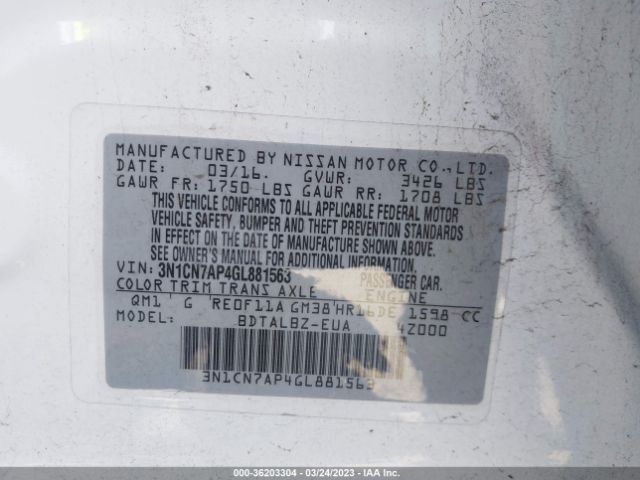 MANUFACTURED BY NISSAN MOTOR CO., LTD.
DATE: 03/16. GVWR: 3426 LBS
GAWR FR: 1750 LBS GAWR RR: 1708 LBS
THIS VEHICLE CONFORMS TO ALL APPLICABLE FEDERAL MOTOR
VEHICLE SAFETY, BUMPER AND THEFT PREVENTION STANDARDS
IN EFFECT ON THE DATE OF MANUFACTURE SHOWN ABOVE.
SEE OWNER'S MANUAL FOR ADDITIONAL INFORMATION.
VIN: 3N1CN7AP4GL881563 PASSENGER CAR.
COLOR TRIM TRANS AXLE ENGINE
QM1 G RE0F11A GM38 HR16DE 1598 CC
MODEL: BDTALBZ-EUA 4Z000
3N1CN7AP4GL881563
000-36203304 - 03/24/2023 - IAA Inc.